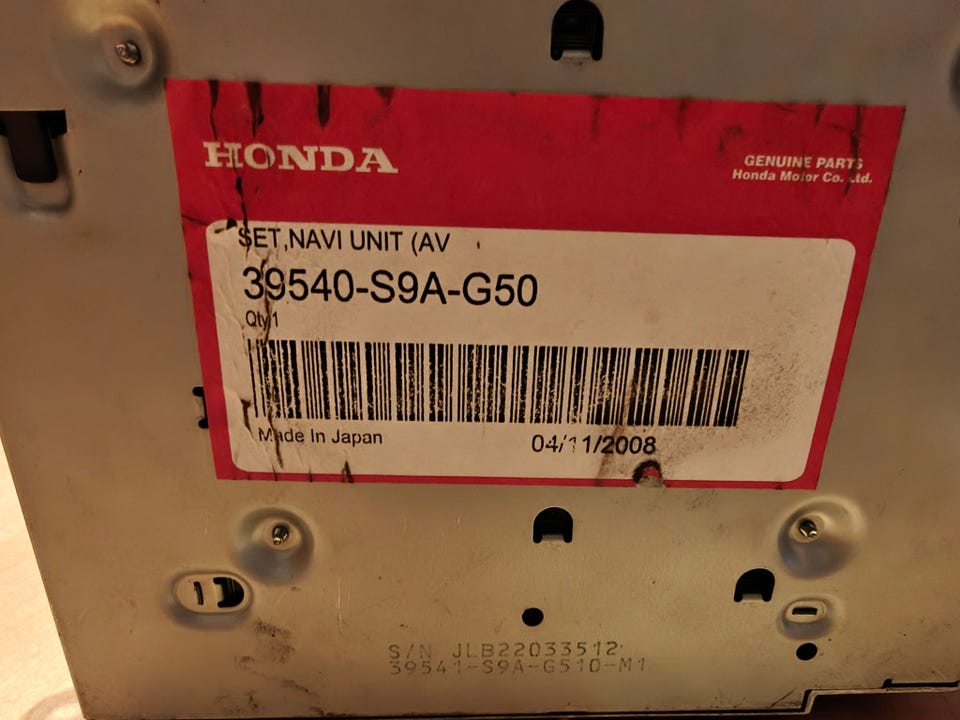 HONDA
GENUINE PARTS
Honda Motor Co. Ltd.
SET,NAVI UNIT (AV
39540-S9A-G50
Qty1
Made In Japan
04/11/2008
S/N JLB22033512
39541-S9A-G510-M1